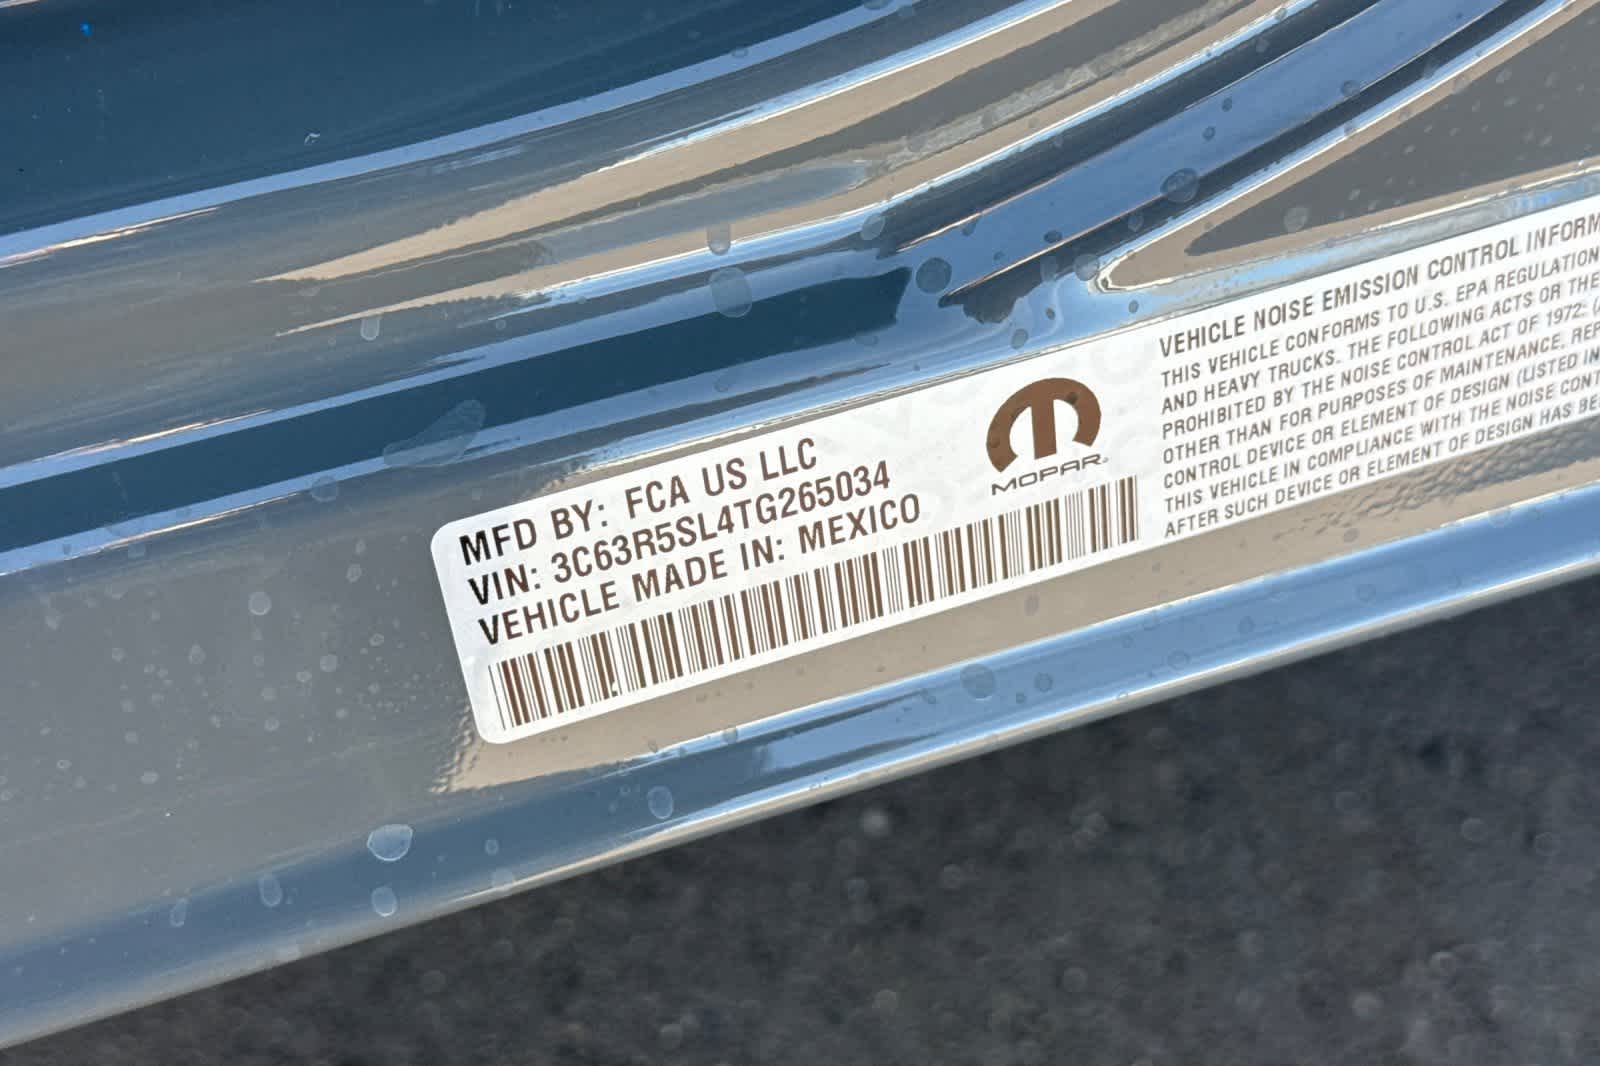 MFD BY: FCA US LLC
VIN: 3C63R5SL4TG265034
VEHICLE MADE IN: MEXICO
MOPAR
VEHICLE NOISE EMISSION CONTROL INFORM
THIS VEHICLE CONFORMS TO U.S. EPA REGULATION
AND HEAVY TRUCKS. THE FOLLOWING ACTS OR THE
PROHIBITED BY THE NOISE CONTROL ACT OF 1972: (
OTHER THAN FOR PURPOSES OF MAINTENANCE, REP
CONTROL DEVICE OR ELEMENT OF DESIGN (LISTED IN
THIS VEHICLE IN COMPLIANCE WITH THE NOISE CONT
AFTER SUCH DEVICE OR ELEMENT OF DESIGN HAS BE